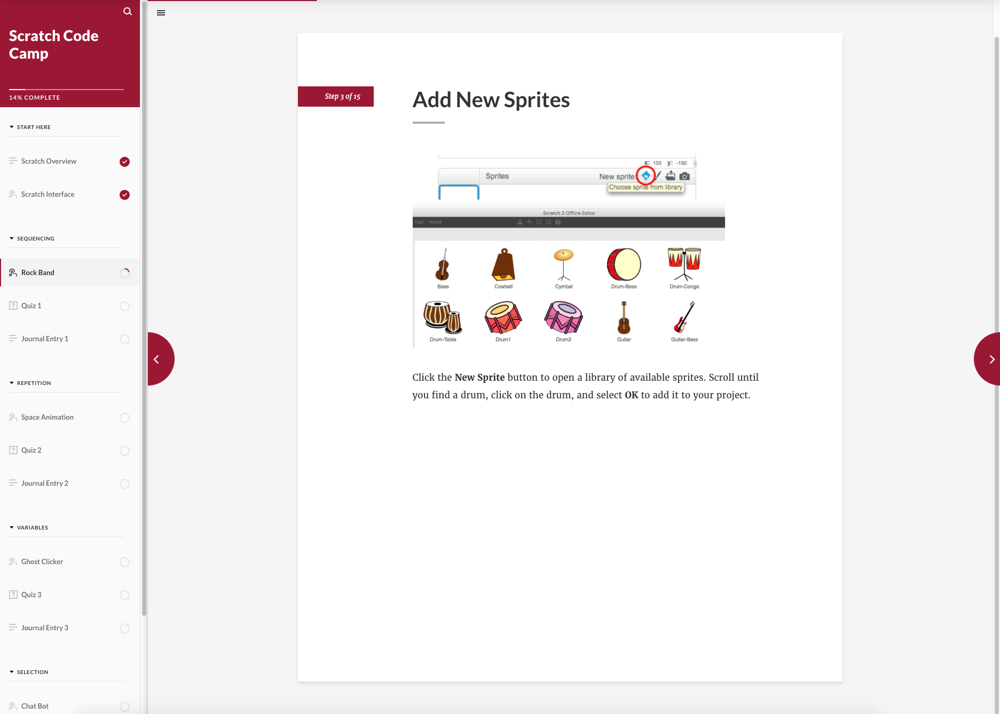 Scratch Code
Camp
14% COMPLETE
START HERE
Scratch Overview
Scratch Interface
SEQUENCING
Rock Band
Quiz 1
Journal Entry 1
REPETITION
Space Animation
Quiz 2
Journal Entry 2
VARIABLES
Ghost Clicker
Quiz 3
Journal Entry 3
SELECTION
Chat Bot
Step 3 of 15
Add New Sprites
x: 155 y: -180
Sprites New sprite:
Choose sprite from library
Scratch 2 Offline Editor
Tips About
Bass Cowbell Cymbal Drum-Bass Drum-Conga
Drum-Tabla Drum1 Drum2 Guitar Guitar-Bass
Click the New Sprite button to open a library of available sprites. Scroll until
you find a drum, click on the drum, and select OK to add it to your project.